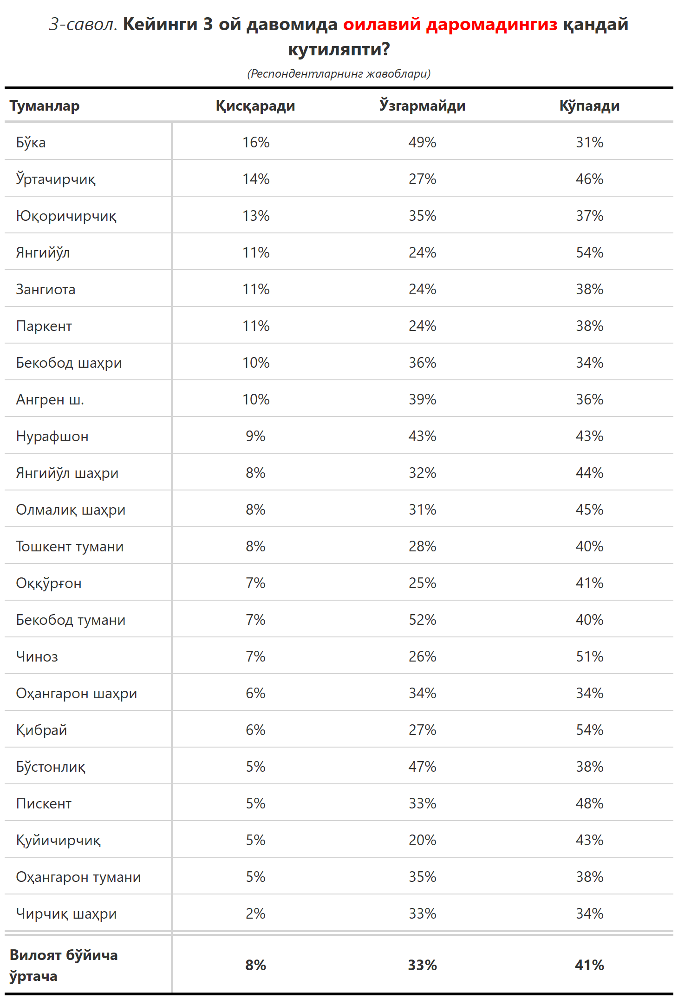 3-савол. Кейинги 3 ой давомида оилавий даромадингиз қандай
кутиляпти?
(Респондентларнинг жавоблари)
Туманлар Қисқаради Ўзгармайди Кўпаяди
Бўка 16% 49% 31%
Ўртачирчиқ 14% 27% 46%
Юқоричирчиқ 13% 35% 37%
Янгийўл 11% 24% 54%
Зангиота 11% 24% 38%
Паркент 11% 24% 38%
Бекобод шаҳри 10% 36% 34%
Ангрен ш. 10% 39% 36%
Нурафшон 9% 43% 43%
Янгийўл шаҳри 8% 32% 44%
Олмалиқ шаҳри 8% 31% 45%
Тошкент тумани 8% 28% 40%
Оққўрғон 7% 25% 41%
Бекобод тумани 7% 52% 40%
Чиноз 7% 26% 51%
Оҳангарон шаҳри 6% 34% 34%
Қибрай 6% 27% 54%
Бўстонлиқ 5% 47% 38%
Пискент 5% 33% 48%
Қуйичирчиқ 5% 20% 43%
Оҳангарон тумани 5% 35% 38%
Чирчиқ шаҳри 2% 33% 34%
Вилоят бўйича
ўртача 8% 33% 41%